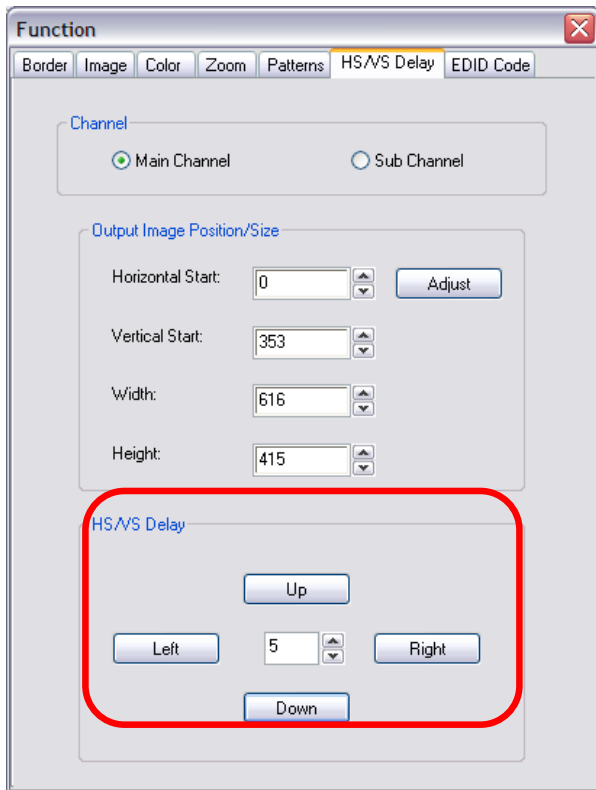 Function
Border Image Color Zoom Patterns HS/VS Delay EDID Code
Channel
Main Channel Sub Channel
Output Image Position/Size
Horizontal Start: 0 Adjust
Vertical Start: 353
Width: 616
Height: 415
HS/VS Delay
Up
Left 5 Right
Down